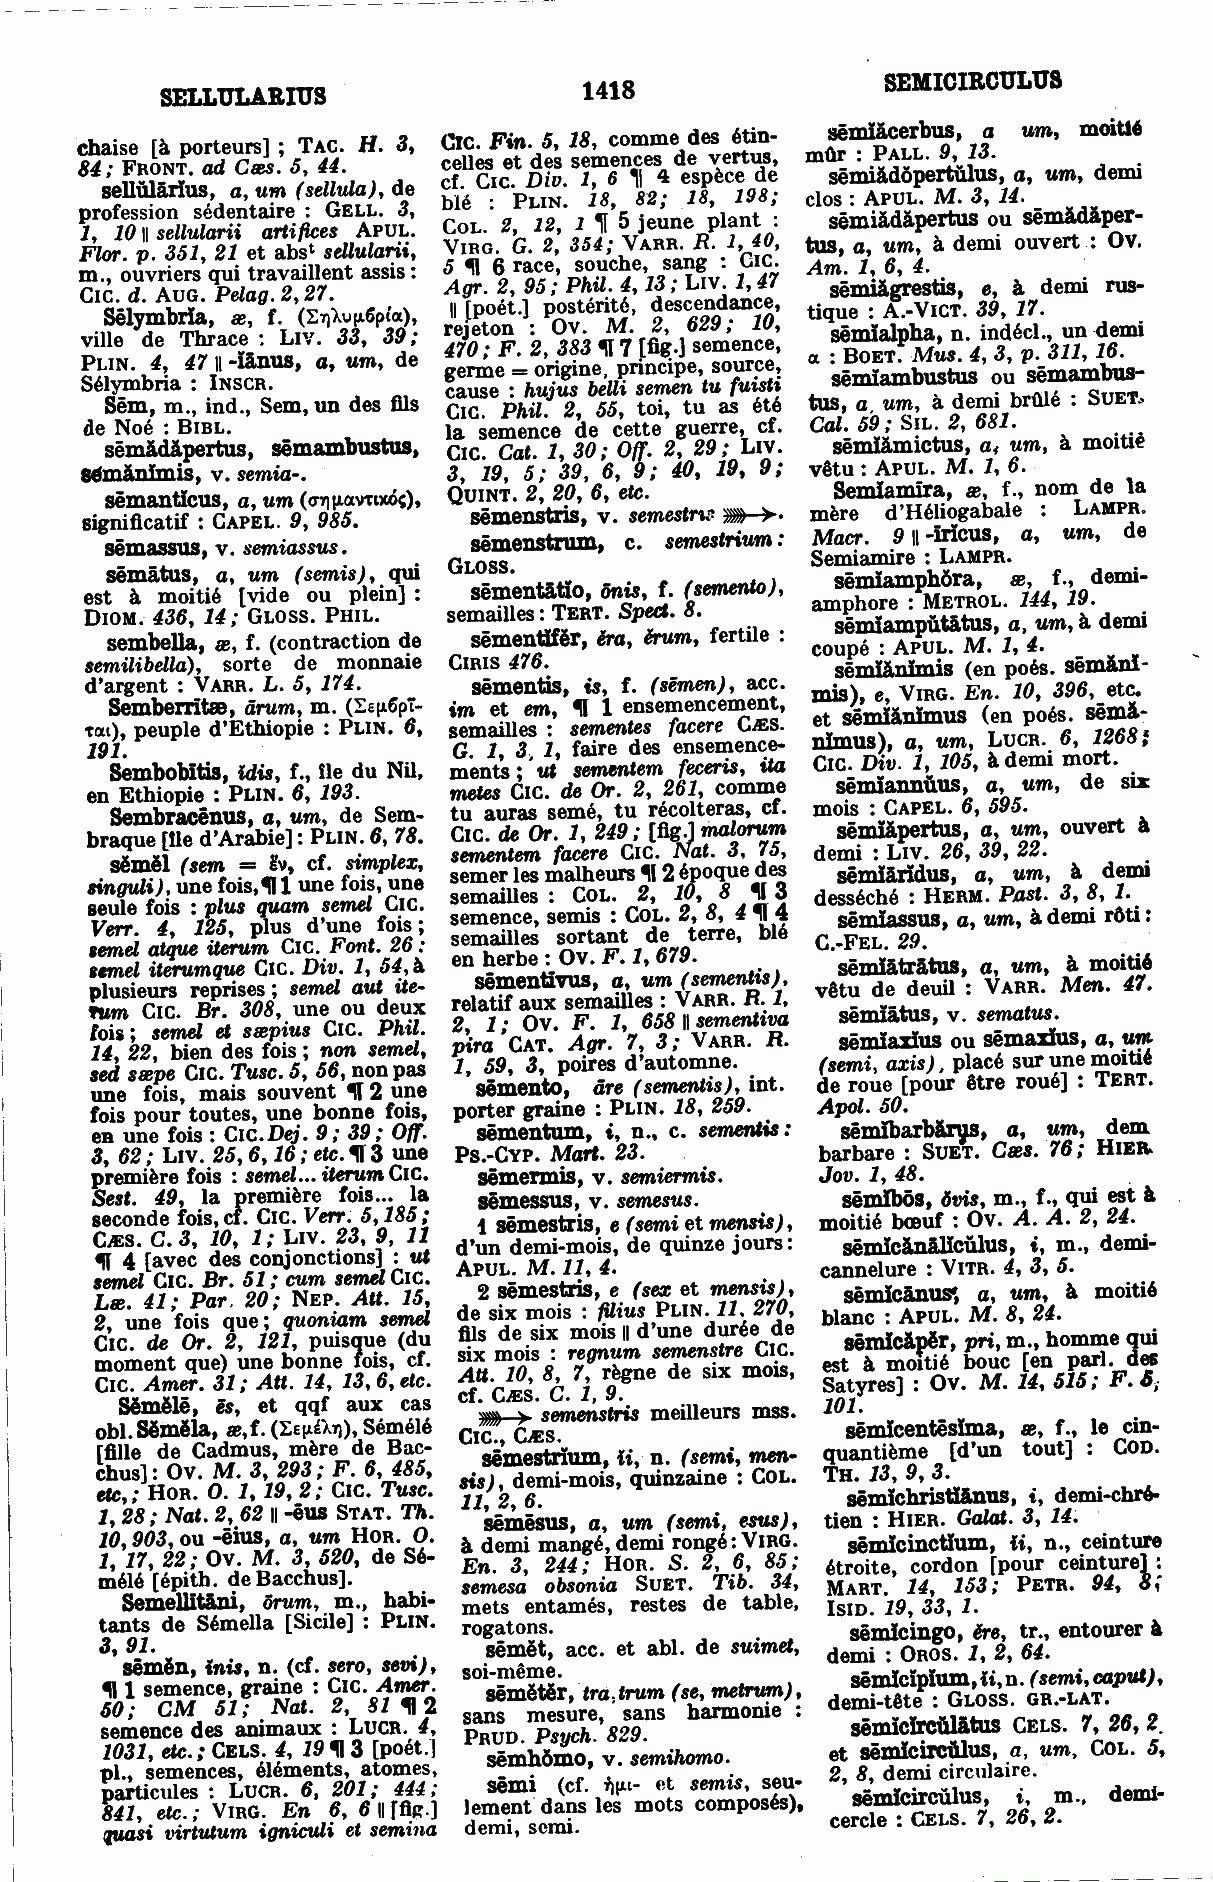 SELLULARIUS
1418
SEMICIRCULUS
chaise [à porteurs] ; TAC. H. 3,
84 ; FRONT. ad Cæs. 5, 44.
sellŭlārĭus, a, um (sellula), de
profession sédentaire : GELL. 3,
1, 10 || sellularii artifices APUL.
Flor. p. 351, 21 et absᵗ sellularii,
m., ouvriers qui travaillent assis :
CIC. d. AUG. Pelag. 2, 27.
Sēlymbrĭa, æ, f. (Σηλυμβρία),
ville de Thrace : LIV. 33, 39 ;
PLIN. 4, 47 || -ĭānus, a, um, de
Sélymbria : INSCR.
Sēm, m., ind., Sem, un des fils
de Noé : BIBL.
sēmădăpertus, sēmambustus,
sēmănĭmis, v. semia-.
sēmantĭcus, a, um (σημαντικός),
significatif : CAPEL. 9, 985.
sēmassus, v. semiassus.
sēmātus, a, um (semis), qui
est à moitié [vide ou plein] :
DIOM. 436, 14 ; GLOSS. PHIL.
sembella, æ, f. (contraction de
semilibella), sorte de monnaie
d'argent : VARR. L. 5, 174.
Semberrītæ, ārum, m. (Σεμβρῖ-
ται), peuple d'Ethiopie : PLIN. 6,
191.
Sembobītis, ĭdis, f., île du Nil,
en Ethiopie : PLIN. 6, 193.
Sembracēnus, a, um, de Sem-
braque [île d'Arabie] : PLIN. 6, 78.
sĕmĕl (sem = ἕν, cf. simplex,
singuli), une fois, ¶ 1 une fois, une
seule fois : plus quam semel CIC.
Verr. 4, 125, plus d'une fois ;
semel atque iterum CIC. Font. 26 :
semel iterumque CIC. Div. 1, 54, à
plusieurs reprises ; semel aut ite-
rum CIC. Br. 308, une ou deux
fois ; semel et sæpius CIC. Phil.
14, 22, bien des fois ; non semel,
sed sæpe CIC. Tusc. 5, 56, non pas
une fois, mais souvent ¶ 2 une
fois pour toutes, une bonne fois,
en une fois : CIC. Dej. 9 ; 39 ; Off.
3, 62 ; LIV. 25, 6, 16 ; etc. ¶ 3 une
première fois : semel... iterum CIC.
Sest. 49, la première fois... la
seconde fois, cf. CIC. Verr. 5, 185 ;
CÆS. C. 3, 10, 1 ; LIV. 23, 9, 11
¶ 4 [avec des conjonctions] : ut
semel CIC. Br. 51 ; cum semel CIC.
Læ. 41 ; Par. 20 ; NEP. Att. 15,
2, une fois que ; quoniam semel
CIC. de Or. 2, 121, puisque (du
moment que) une bonne fois, cf.
CIC. Amer. 31 ; Att. 14, 13, 6, etc.
Sĕmĕlē, ēs, et qqf aux cas
obl. Sĕmĕla, æ, f. (Σεμέλη), Sémélé
[fille de Cadmus, mère de Bac-
chus] : OV. M. 3, 293 ; F. 6, 485,
etc, ; HOR. O. 1, 19, 2 ; CIC. Tusc.
1, 28 ; Nat. 2, 62 || -ēus STAT. Th.
10, 903, ou -ēius, a, um HOR. O.
1, 17, 22 ; OV. M. 3, 520, de Sé-
mélé [épith. de Bacchus].
Semellītāni, ōrum, m., habi-
tants de Sémella [Sicile] : PLIN.
3, 91.
sēmĕn, ĭnis, n. (cf. sero, sevi),
¶ 1 semence, graine : CIC. Amer.
50 ; CM 51 ; Nat. 2, 81 ¶ 2
semence des animaux : LUCR. 4,
1031, etc. ; CELS. 4, 19 ¶ 3 [poét.]
pl., semences, éléments, atomes,
particules : LUCR. 6, 201 ; 444 ;
841, etc. ; VIRG. En 6, 6 || [fig.]
quasi virtutum igniculi et semina
CIC. Fin. 5, 18, comme des étin-
celles et des semences de vertus,
cf. CIC. Div. 1, 6 ¶ 4 espèce de
blé : PLIN. 18, 82 ; 18, 198 ;
COL. 2, 12, 1 ¶ 5 jeune plant :
VIRG. G. 2, 354 ; VARR. R. 1, 40,
5 ¶ 6 race, souche, sang : CIC.
Agr. 2, 95 ; Phil. 4, 13 ; LIV. 1, 47
|| [poét.] postérité, descendance,
rejeton : OV. M. 2, 629 ; 10,
470 ; F. 2, 383 ¶ 7 [fig.] semence,
germe = origine, principe, source,
cause : hujus belli semen tu fuisti
CIC. Phil. 2, 55, toi, tu as été
la semence de cette guerre, cf.
CIC. Cat. 1, 30 ; Off. 2, 29 ; LIV.
3, 19, 5 ; 39, 6, 9 ; 40, 19, 9 ;
QUINT. 2, 20, 6, etc.
sēmenstris, v. semestris ➳.
sēmenstrum, c. semestrium :
GLOSS.
sēmentātĭo, ōnis, f. (semento),
semailles : TERT. Spect. 8.
sēmentĭfĕr, ĕra, ĕrum, fertile :
CIRIS 476.
sēmentis, is, f. (sēmen), acc.
im et em, ¶ 1 ensemencement,
semailles : sementes facere CÆS.
G. 1, 3, 1, faire des ensemence-
ments ; ut sementem feceris, ita
metes CIC. de Or. 2, 261, comme
tu auras semé, tu récolteras, cf.
CIC. de Or. 1, 249 ; [fig.] malorum
sementem facere CIC. Nat. 3, 75,
semer les malheurs ¶ 2 époque des
semailles : COL. 2, 10, 8 ¶ 3
semence, semis : COL. 2, 8, 4 ¶ 4
semailles sortant de terre, blé
en herbe : OV. F. 1, 679.
sēmentīvus, a, um (sementis),
relatif aux semailles : VARR. R. 1,
2, 1 ; OV. F. 1, 658 || sementiva
pira CAT. Agr. 7, 3 ; VARR. R.
1, 59, 3, poires d'automne.
sēmento, āre (sementis), int.
porter graine : PLIN. 18, 259.
sēmentum, i, n., c. sementis :
PS.-CYP. Mart. 23.
sēmermis, v. semiermis.
sēmessus, v. semesus.
1 sēmestris, e (semi et mensis),
d'un demi-mois, de quinze jours :
APUL. M. 11, 4.
2 sēmestris, e (sex et mensis),
de six mois : filius PLIN. 11, 270,
fils de six mois || d'une durée de
six mois : regnum semenstre CIC.
Att. 10, 8, 7, règne de six mois,
cf. CÆS. C. 1, 9.
➳ semenstris meilleurs mss.
CIC., CÆS.
sēmestrĭum, ĭi, n. (semi, men-
sis), demi-mois, quinzaine : COL.
11, 2, 6.
sēmēsus, a, um (semi, esus),
à demi mangé, demi rongé : VIRG.
En. 3, 244 ; HOR. S. 2, 6, 85 ;
semesa obsonia SUET. Tib. 34,
mets entamés, restes de table,
rogatons.
sēmĕt, acc. et abl. de suimet,
soi-même.
sēmĕtĕr, tra, trum (se, metrum),
sans mesure, sans harmonie :
PRUD. Psych. 829.
sēmhŏmo, v. semihomo.
sēmi (cf. ἡμι- et semis, seu-
lement dans les mots composés),
demi, semi.
sēmĭăcerbus, a um, moitié
mûr : PALL. 9, 13.
sēmĭădŏpertŭlus, a, um, demi
clos : APUL. M. 3, 14.
sēmĭădăpertus ou sēmădăper-
tus, a, um, à demi ouvert : OV.
Am. 1, 6, 4.
sēmĭăgrestis, e, à demi rus-
tique : A.-VICT. 39, 17.
sēmĭalpha, n. indécl., un demi
α : BOET. Mus. 4, 3, p. 311, 16.
sēmĭambustus ou sēmambus-
tus, a, um, à demi brûlé : SUET.
Cal. 59 ; SIL. 2, 681.
sēmĭămictus, a, um, à moitié
vêtu : APUL. M. 1, 6.
Semĭamīra, æ, f., nom de la
mère d'Héliogabale : LAMPR.
Macr. 9 || -īrĭcus, a, um, de
Semiamire : LAMPR.
sēmĭamphŏra, æ, f., demi-
amphore : METROL. 144, 19.
sēmĭampŭtātus, a, um, à demi
coupé : APUL. M. 1, 4.
sēmĭănĭmis (en poés. sēmănĭ-
mis), e, VIRG. En. 10, 396, etc.
et sēmĭănĭmus (en poés. sēmă-
nĭmus), a, um, LUCR. 6, 1268 ;
CIC. Div. 1, 105, à demi mort.
sēmĭannŭus, a, um, de six
mois : CAPEL. 6, 595.
sēmĭăpertus, a, um, ouvert à
demi : LIV. 26, 39, 22.
sēmĭārĭdus, a, um, à demi
desséché : HERM. Past. 3, 8, 1.
sēmĭassus, a, um, à demi rôti :
C.-FEL. 29.
sēmĭātrātus, a, um, à moitié
vêtu de deuil : VARR. Men. 47.
sēmĭātus, v. sematus.
sēmĭaxĭus ou sēmaxĭus, a, um
(semi, axis), placé sur une moitié
de roue [pour être roué] : TERT.
Apol. 50.
sēmĭbarbărus, a, um, dem
barbare : SUET. Cæs. 76 ; HIER.
Jov. 1, 48.
sēmĭbōs, ŏvis, m., f., qui est à
moitié bœuf : OV. A. A. 2, 24.
sēmĭcănālĭcŭlus, i, m., demi-
cannelure : VITR. 4, 3, 5.
sēmĭcānus, a, um, à moitié
blanc : APUL. M. 8, 24.
sēmĭcăpĕr, pri, m., homme qui
est à moitié bouc [en parl. des
Satyres] : OV. M. 14, 515 ; F. 5,
101.
sēmĭcentēsĭma, æ, f., le cin-
quantième [d'un tout] : COD.
TH. 13, 9, 3.
sēmĭchristĭānus, i, demi-chré-
tien : HIER. Galat. 3, 14.
sēmĭcinctĭum, ĭi, n., ceinture
étroite, cordon [pour ceinture] :
MART. 14, 153 ; PETR. 94, 8 ;
ISID. 19, 33, 1.
sēmĭcingo, ĕre, tr., entourer à
demi : OROS. 1, 2, 64.
sēmĭcĭpĭum, ĭi, n. (semi, caput),
demi-tête : GLOSS. GR.-LAT.
sēmĭcĭrcŭlātus CELS. 7, 26, 2.
et sēmĭcircŭlus, a, um, COL. 5,
2, 8, demi circulaire.
sēmĭcircŭlus, i, m., demi-
cercle : CELS. 7, 26, 2.